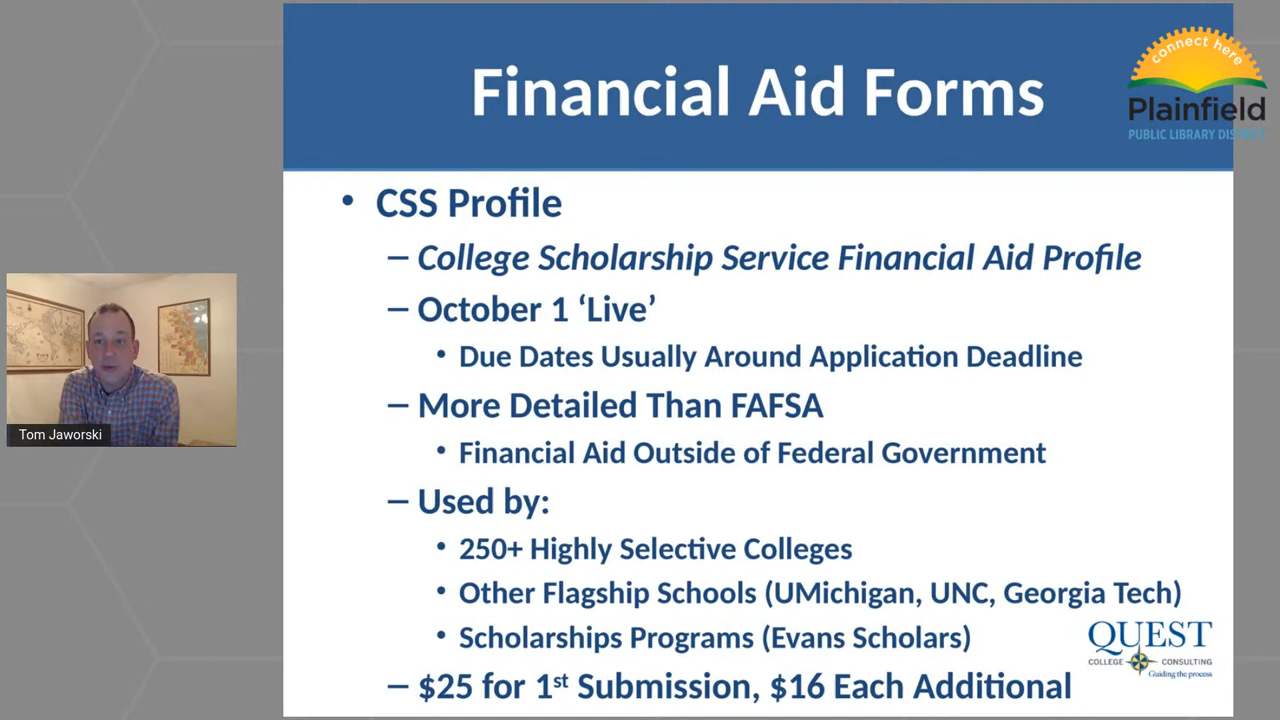 Financial Aid Forms
connect here
Plainfield
PUBLIC LIBRARY DISTRICT
• CSS Profile
– College Scholarship Service Financial Aid Profile
– October 1 ‘Live’
• Due Dates Usually Around Application Deadline
– More Detailed Than FAFSA
• Financial Aid Outside of Federal Government
– Used by:
• 250+ Highly Selective Colleges
• Other Flagship Schools (UMichigan, UNC, Georgia Tech)
• Scholarships Programs (Evans Scholars)
– $25 for 1st Submission, $16 Each Additional
Tom Jaworski
QUEST
COLLEGE CONSULTING
Guiding the process